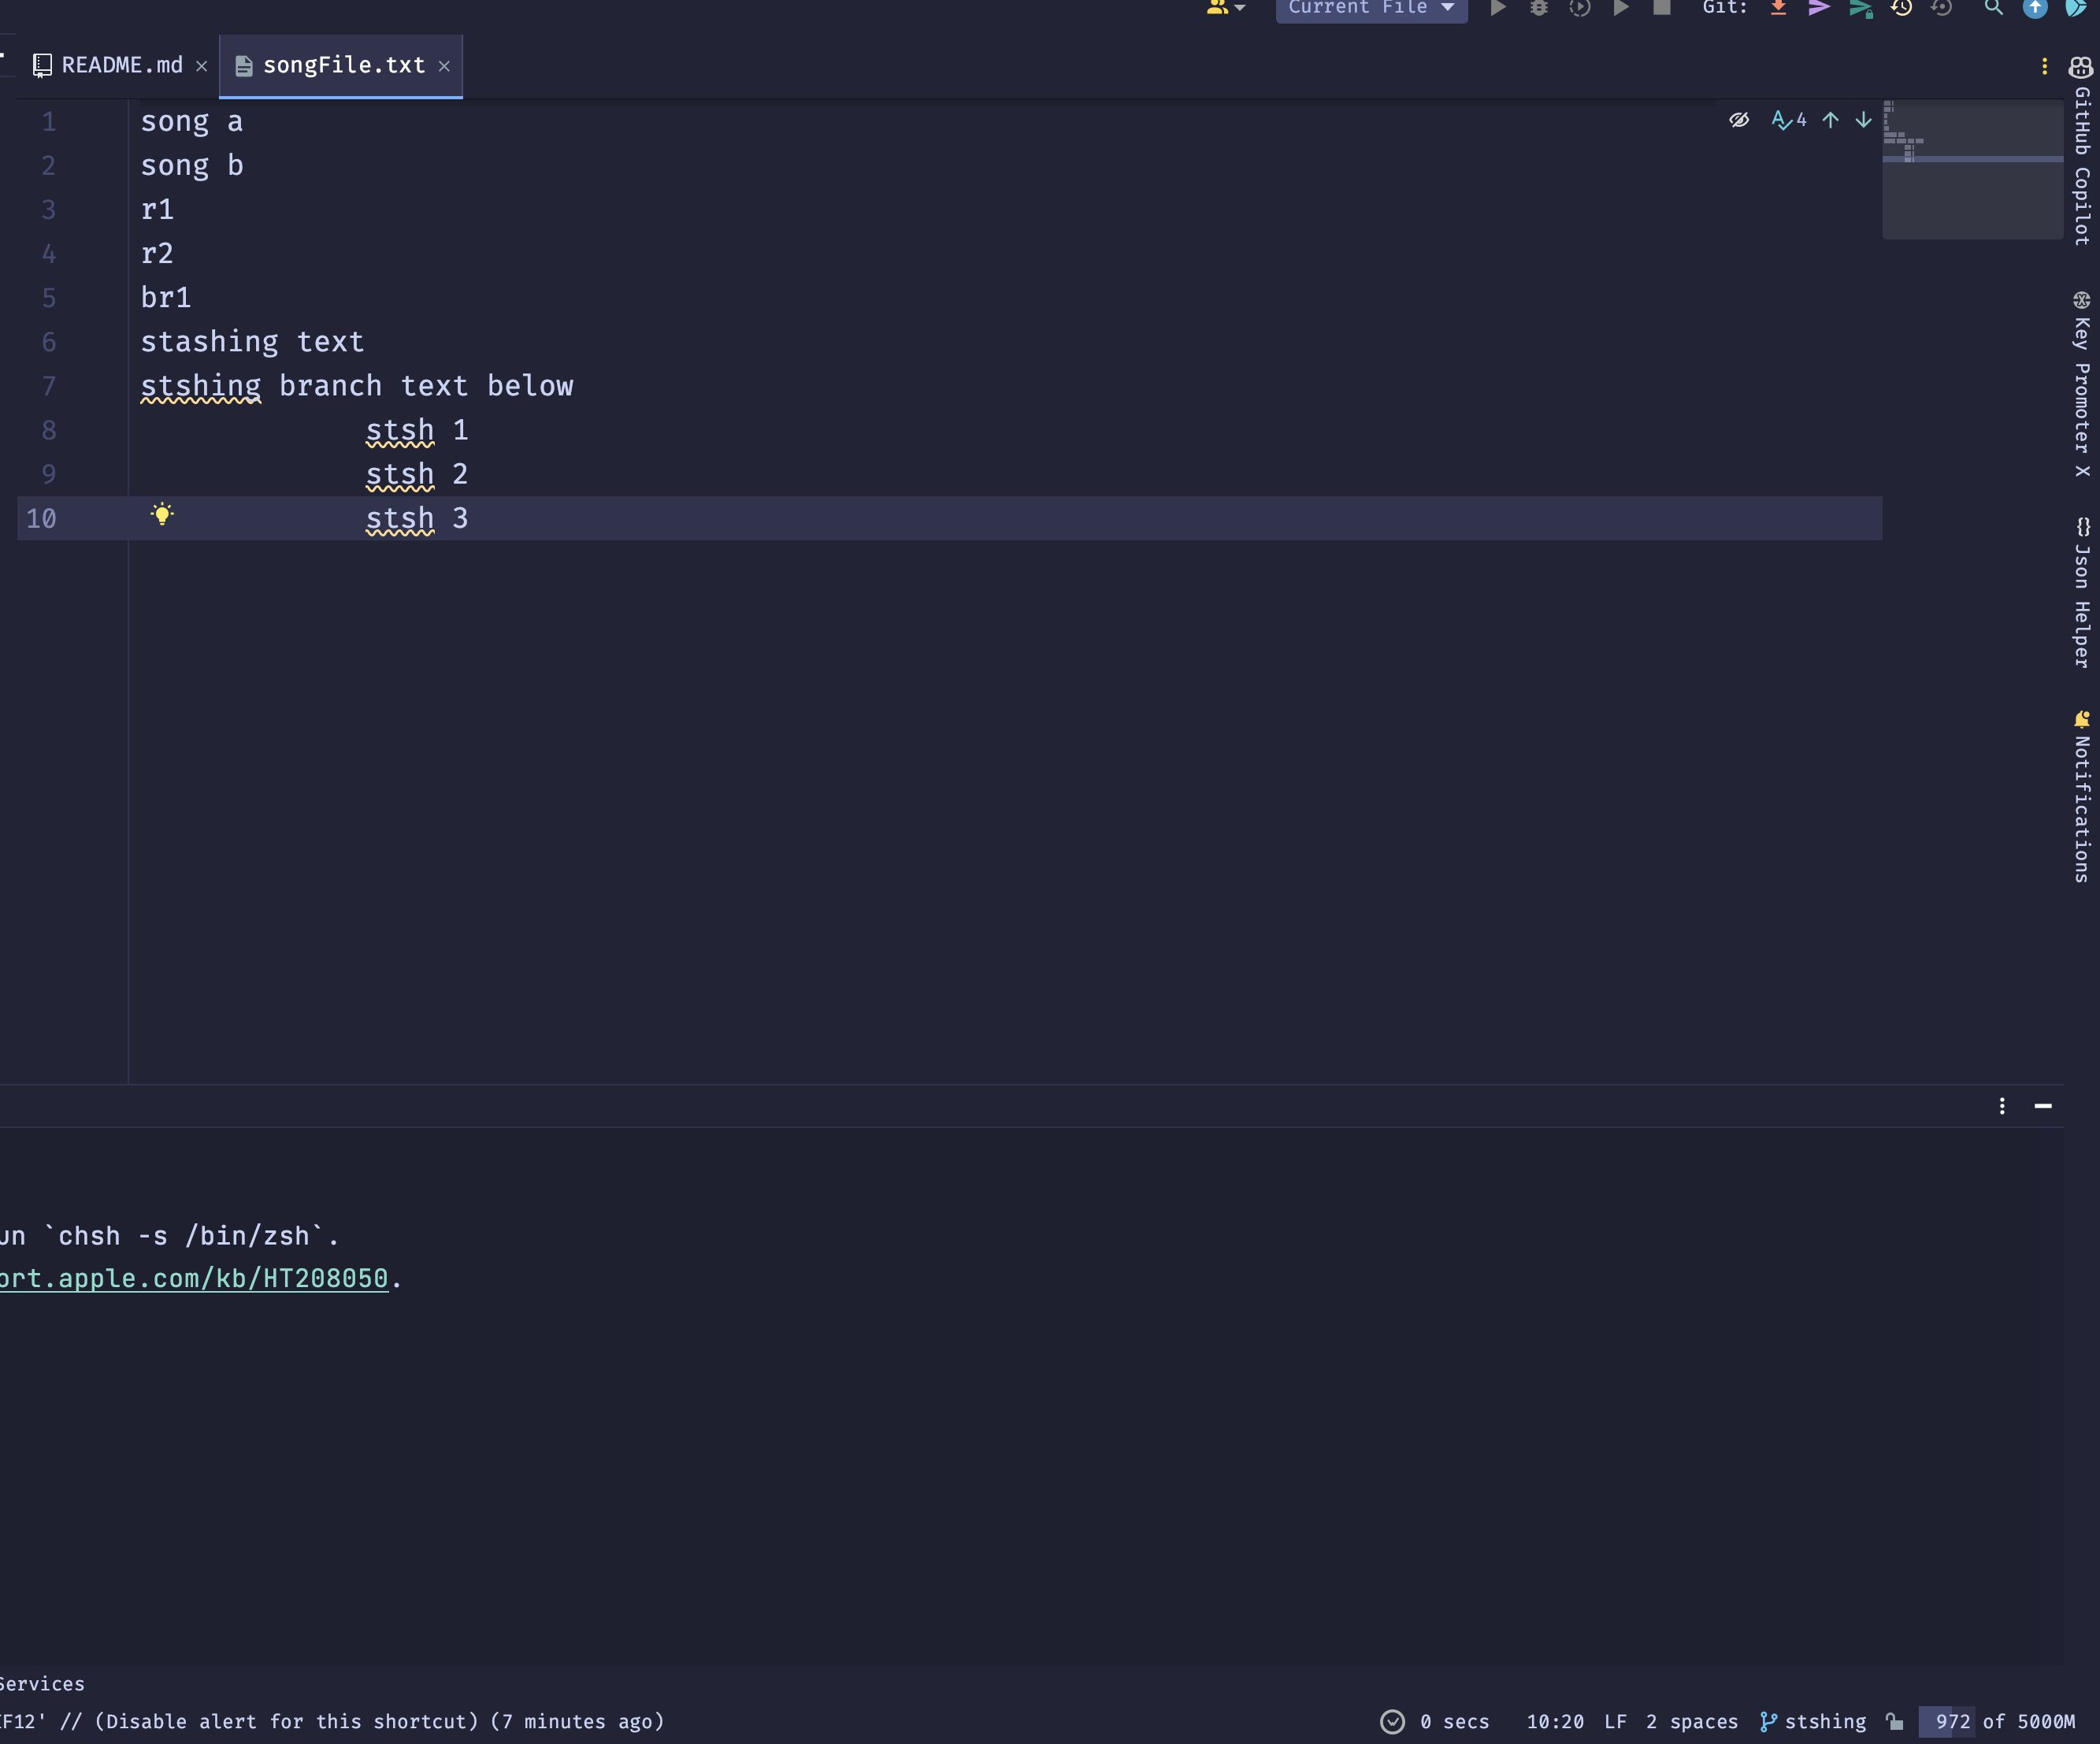 Current File
Git:
README.md
songFile.txt
1 song a
2 song b
3 r1
4 r2
5 br1
6 stashing text
7 stshing branch text below
8 stsh 1
9 stsh 2
10 stsh 3
4
GitHub Copilot
Key Promoter X
Json Helper
Notifications
un `chsh -s /bin/zsh`.
ort.apple.com/kb/HT208050.
Services
F12' // (Disable alert for this shortcut) (7 minutes ago)
0 secs 10:20 LF 2 spaces stshing 972 of 5000M